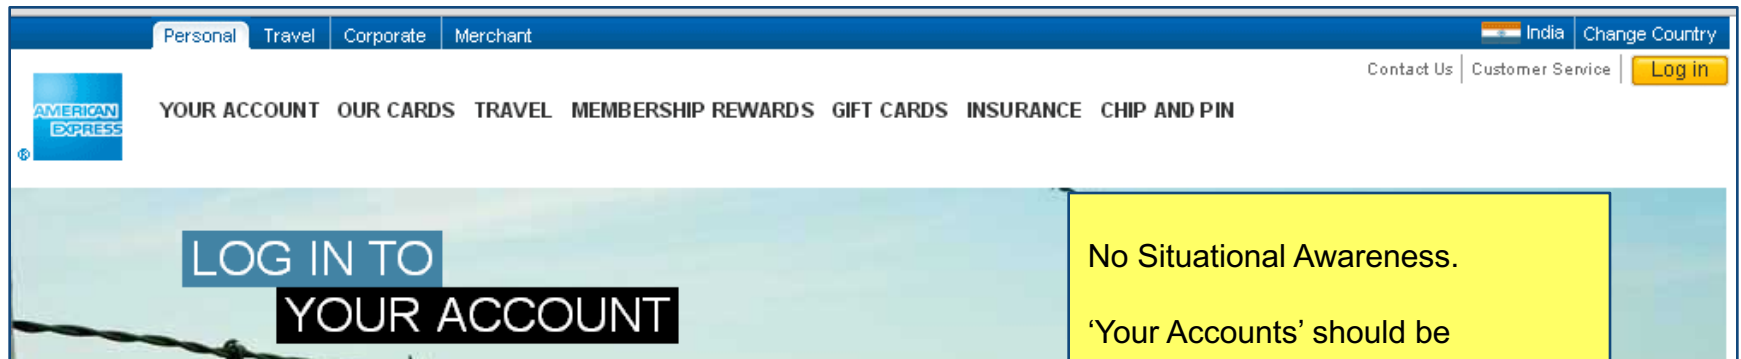 Personal Travel Corporate Merchant India Change Country
Contact Us Customer Service Log in
AMERICAN
EXPRESS
®
YOUR ACCOUNT OUR CARDS TRAVEL MEMBERSHIP REWARDS GIFT CARDS INSURANCE CHIP AND PIN
LOG IN TO
YOUR ACCOUNT
No Situational Awareness.
‘Your Accounts’ should be